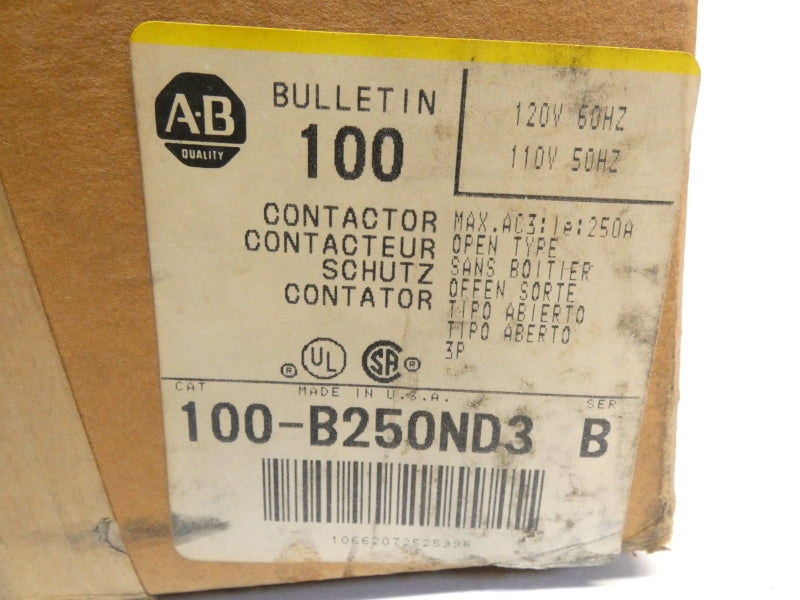 A-B
QUALITY
BULLETIN
100
120V 60HZ
110V 50HZ
CONTACTOR
CONTACTEUR
SCHUTZ
CONTATOR
MAX.AC3:Ie:250A
OPEN TYPE
SANS BOITIER
OFFEN SORTE
TIPO ABIERTO
TIPO ABERTO
3P
® UL SA ®
MADE IN U.S.A.
CAT SER
100-B250ND3 B
10662072525996